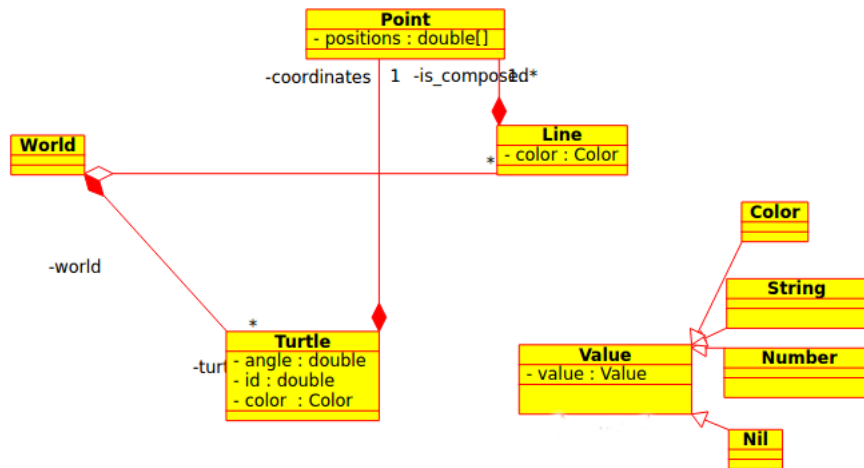 Point
- positions : double[]
-coordinates 1 -is_composed 1.*
World
Line
- color : Color
*
Color
-world
String
*
Turtle
- angle : double
- id : double
- color : Color
Value
- value : Value
Number
Nil